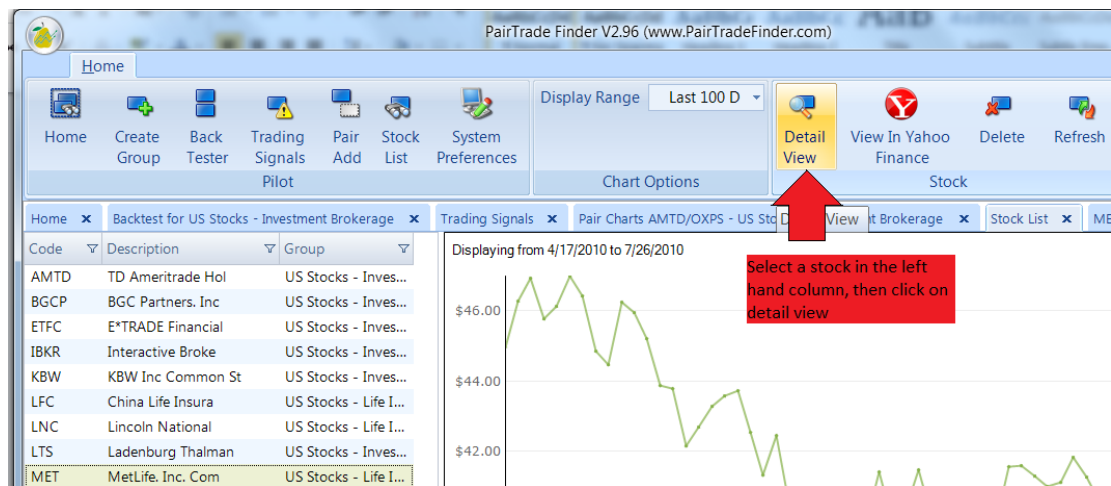 PairTrade Finder V2.96 (www.PairTradeFinder.com)
Home
Home
Create Group
Back Tester
Trading Signals
Pair Add
Stock List
System Preferences
Pilot
Display Range Last 100 D
Chart Options
Detail View
View In Yahoo Finance
Delete
Refresh
Stock
Home x
Backtest for US Stocks - Investment Brokerage x
Trading Signals x
Pair Charts AMTD/OXPS - US Sto
View
nt Brokerage x
Stock List x
ME
Code Description Group
AMTD TD Ameritrade Hol US Stocks - Inves...
BGCP BGC Partners. Inc US Stocks - Inves...
ETFC E*TRADE Financial US Stocks - Inves...
IBKR Interactive Broke US Stocks - Inves...
KBW KBW Inc Common St US Stocks - Inves...
LFC China Life Insura US Stocks - Life I...
LNC Lincoln National US Stocks - Life I...
LTS Ladenburg Thalman US Stocks - Inves...
MET MetLife. Inc. Com US Stocks - Life I...
Displaying from 4/17/2010 to 7/26/2010
$46.00
$44.00
$42.00
Select a stock in the left
hand column, then click on
detail view